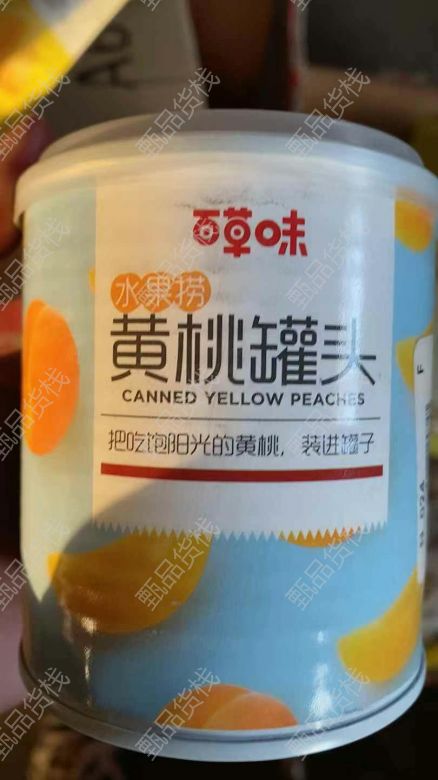 百草味
水果捞
黄桃罐头
CANNED YELLOW PEACHES
把吃饱阳光的黄桃，装进罐子
F
甄品货栈